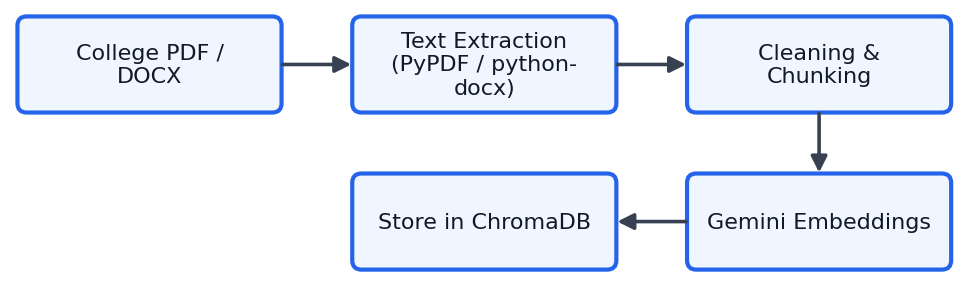 College PDF /
DOCX
Text Extraction
(PyPDF / python-
docx)
Cleaning &
Chunking
Gemini Embeddings
Store in ChromaDB